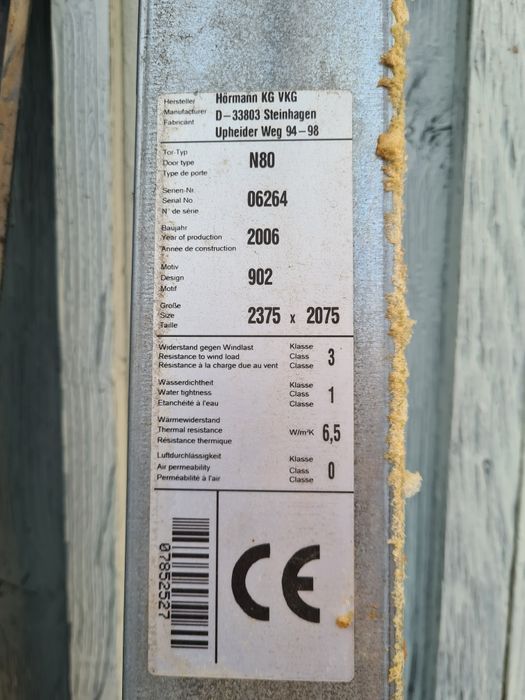 Hersteller
Manufacturer
Fabricant
Hörmann KG VKG
D-33803 Steinhagen
Upheider Weg 94-98
Tor-Typ
Door type
Type de porte
N80
Serien-Nr.
Serial No
N° de série
06264
Baujahr
Year of production
Année de construction
2006
Motiv
Design
Motif
902
Größe
Size
Taille
2375 x 2075
Widerstand gegen Windlast
Resistance to wind load
Résistance à la charge due au vent
Klasse
Class
Classe
3
Wasserdichtheit
Water tightness
Étanchéité à l'eau
Klasse
Class
Classe
1
Wärmewiderstand
Thermal resistance
Résistance thermique
W/m²K 6,5
Luftdurchlässigkeit
Air permeability
Perméabilité à l'air
Klasse
Class
Classe
0
07852527
CE